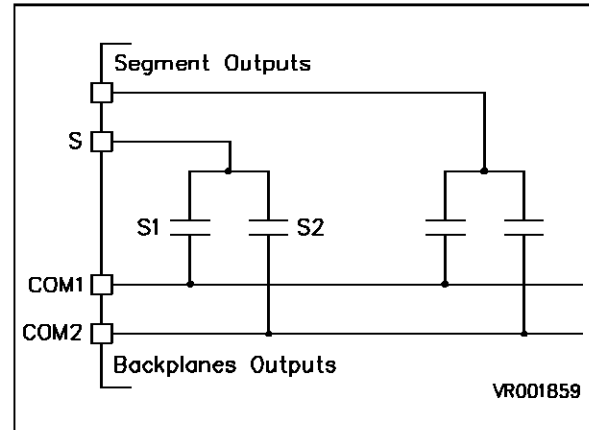 Segment Outputs
S
S1
S2
COM1
COM2
Backplanes Outputs
VR001859